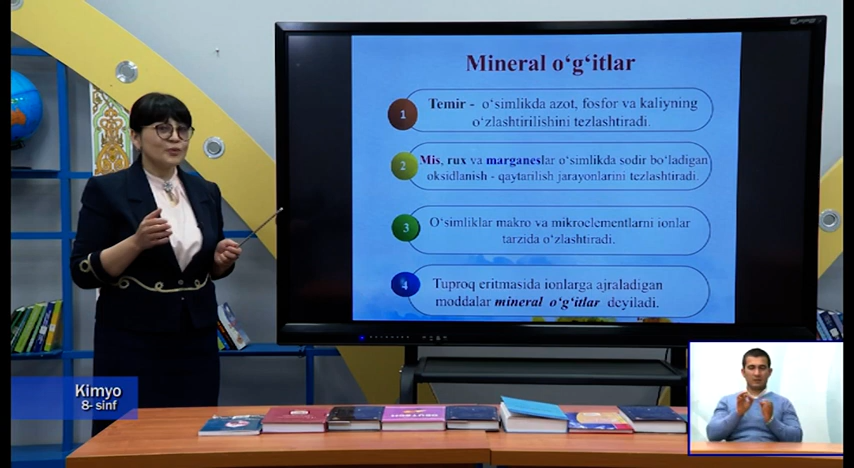 Mineral o‘g‘itlar
1
Temir - o‘simlikda azot, fosfor va kaliyning
o‘zlashtirilishini tezlashtiradi.
2
Mis, rux va marganeslar o‘simlikda sodir bo‘ladigan
oksidlanish - qaytarilish jarayonlarini tezlashtiradi.
3
O‘simliklar makro va mikroelementlarni ionlar
tarzida o‘zlashtiradi.
4
Tuproq eritmasida ionlarga ajraladigan
moddalar mineral o‘g‘itlar deyiladi.
Kimyo
8- sinf